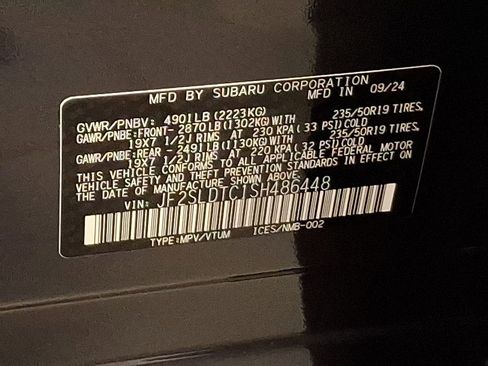 MFD BY SUBARU CORPORATION 09/24
GVWR/PNBV: 4901LB(2223KG)
GAWR/PNBE:FRONT- 2870LB(1302KG)WITH 235/50R19 TIRES,
19X7 1/2J RIMS AT 230 KPA(33 PSI)COLD
GAWR/PNBE:REAR - 2491LB(1130KG)WITH 235/50R19 TIRES,
19X7 1/2J RIMS AT 220 KPA(32 PSI)COLD
THIS VEHICLE CONFORMS TO ALL APPLICABLE FEDERAL MOTOR
VEHICLE SAFETY AND THEFT PREVENTION STANDARDS IN EFFECT ON
THE DATE OF MANUFACTURE SHOWN ABOVE.
VIN: JF2SLDTC1SH486448
TYPE:MPV/VTUM ICES/NMB-002